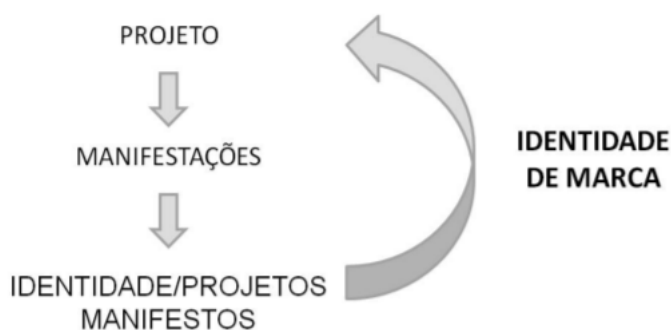 PROJETO
MANIFESTAÇÕES
IDENTIDADE/PROJETOS
MANIFESTOS
IDENTIDADE
DE MARCA